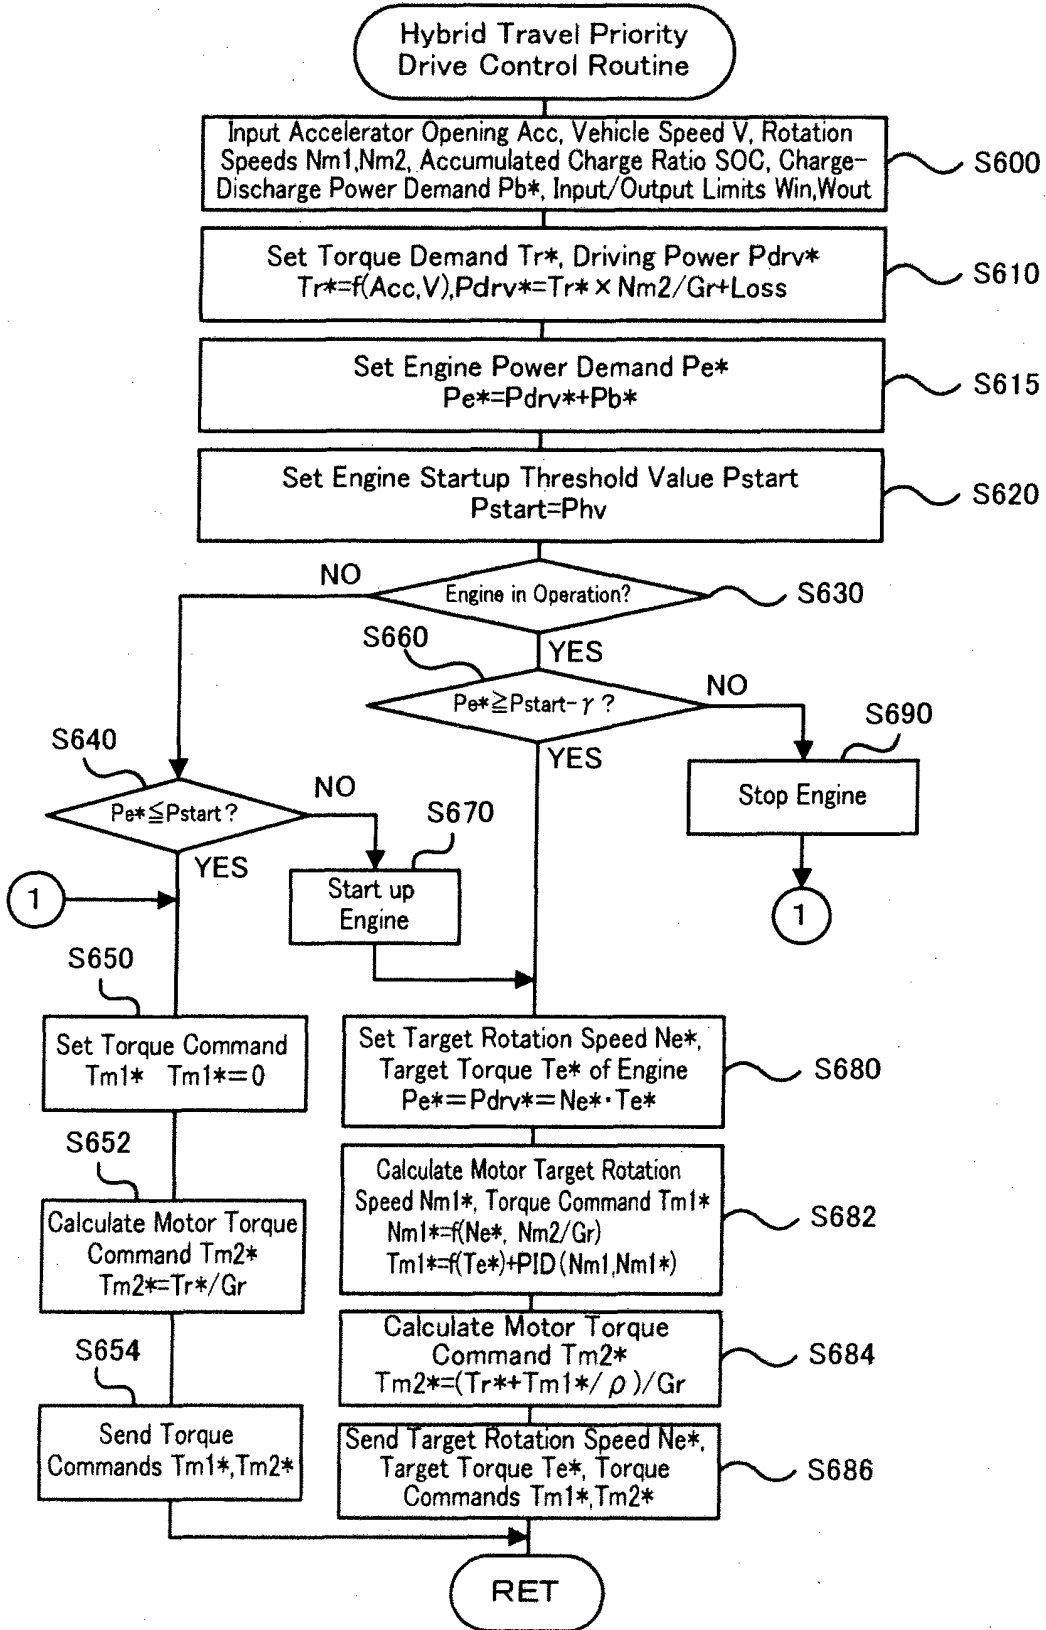 Hybrid Travel Priority
Drive Control Routine
Input Accelerator Opening Acc, Vehicle Speed V, Rotation
Speeds Nm1,Nm2, Accumulated Charge Ratio SOC, Charge-
Discharge Power Demand Pb*, Input/Output Limits Win,Wout
S600
Set Torque Demand Tr*, Driving Power Pdrv*
Tr*=f(Acc,V),Pdrv*=Tr*×Nm2/Gr+Loss
S610
Set Engine Power Demand Pe*
Pe*=Pdrv*+Pb*
S615
Set Engine Startup Threshold Value Pstart
Pstart=Phv
S620
NO
Engine in Operation?
S630
S660
YES
Pe*≧Pstart-γ?
NO
S690
S640
YES
Stop Engine
Pe*≦Pstart?
NO
S670
YES
1
Start up
Engine
1
S650
Set Torque Command
Tm1* Tm1*=0
Set Target Rotation Speed Ne*,
Target Torque Te* of Engine
Pe*=Pdrv*=Ne*·Te*
S680
S652
Calculate Motor Torque
Command Tm2*
Tm2*=Tr*/Gr
Calculate Motor Target Rotation
Speed Nm1*, Torque Command Tm1*
Nm1*=f(Ne*, Nm2/Gr)
Tm1*=f(Te*)+PID(Nm1,Nm1*)
S682
S654
Calculate Motor Torque
Command Tm2*
Tm2*=(Tr*+Tm1*/ρ)/Gr
S684
Send Torque
Commands Tm1*,Tm2*
Send Target Rotation Speed Ne*,
Target Torque Te*, Torque
Commands Tm1*,Tm2*
S686
RET